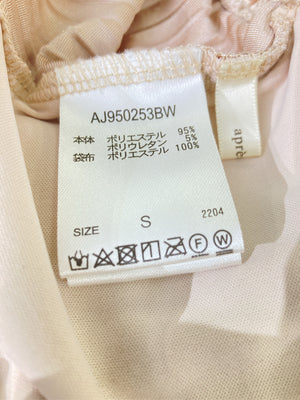 AJ950253BW
本体 ポリエステル 95%
ポリウレタン 5%
袋布 ポリエステル 100%
SIZE S 2204
F W
aprè